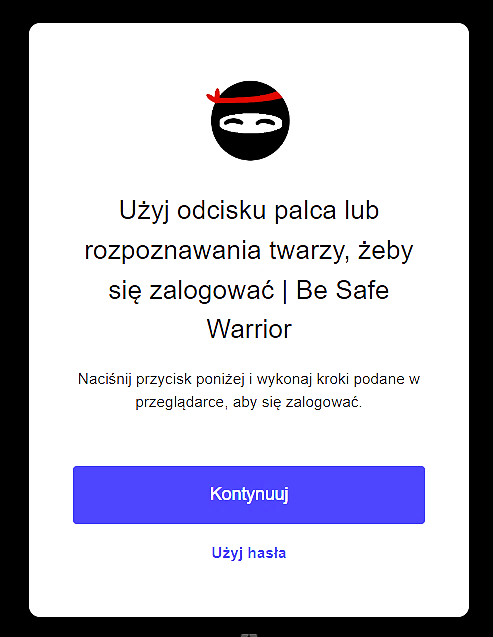 Użyj odcisku palca lub
rozpoznawania twarzy, żeby
się zalogować | Be Safe
Warrior
Naciśnij przycisk poniżej i wykonaj kroki podane w
przeglądarce, aby się zalogować.
Kontynuuj
Użyj hasła